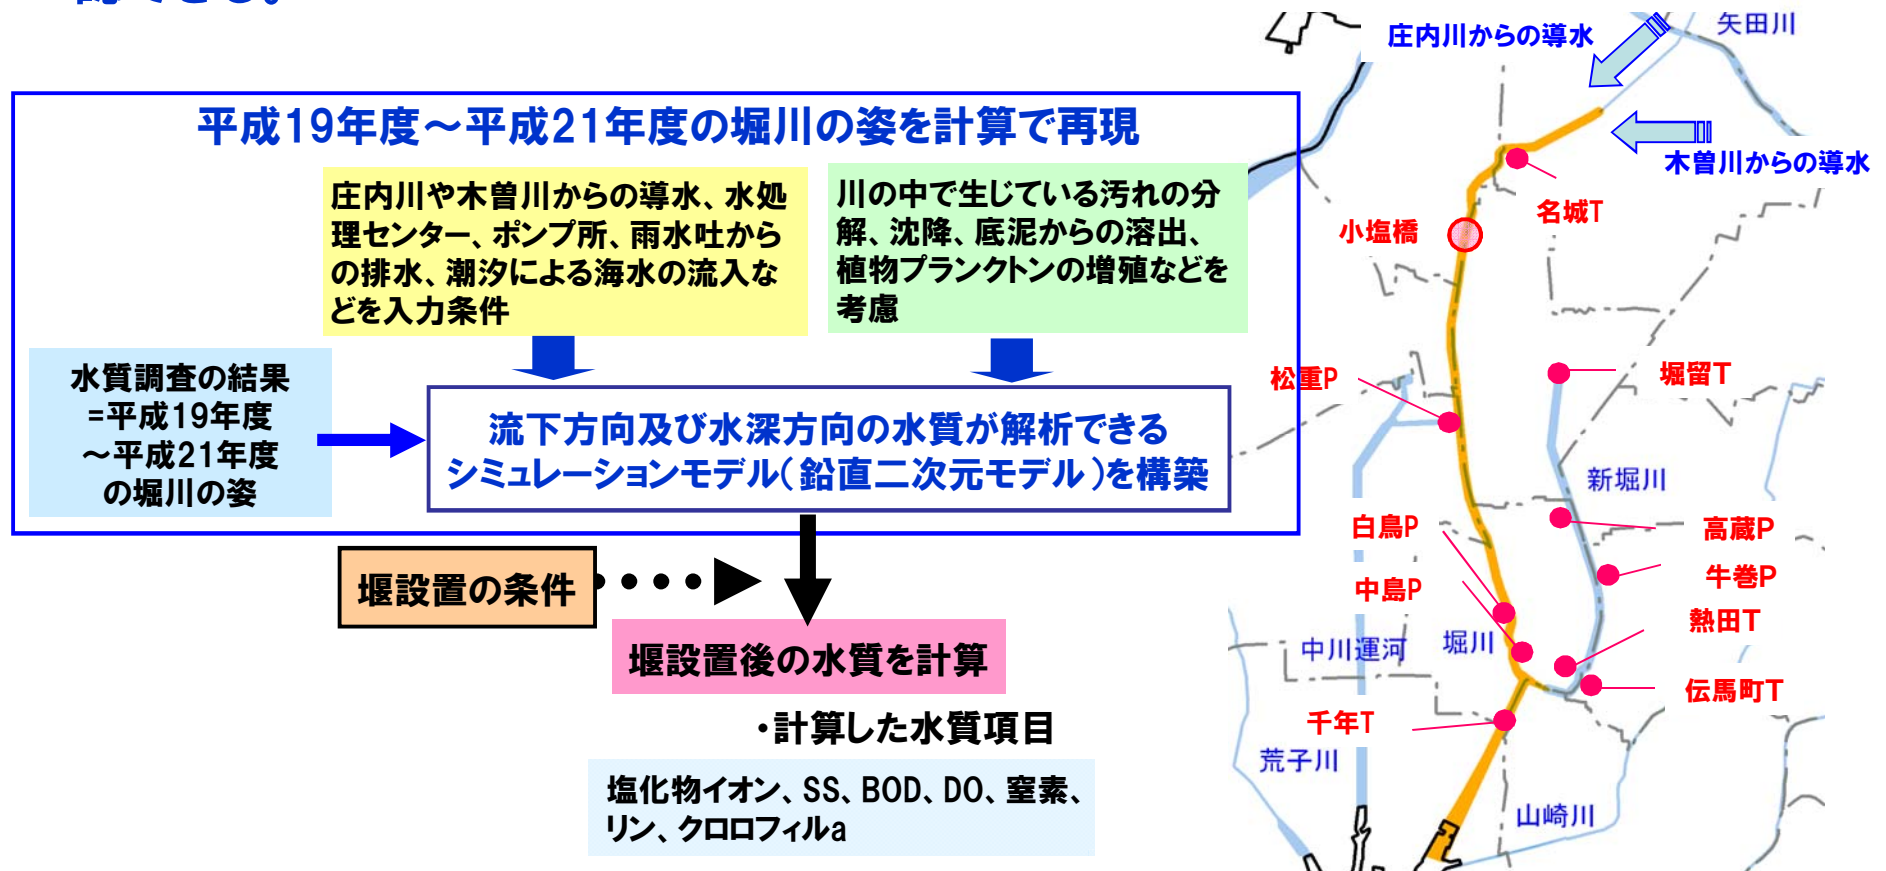 認できる。
平成19年度～平成21年度の堀川の姿を計算で再現
庄内川や木曽川からの導水、水処
理センター、ポンプ所、雨水吐から
の排水、潮汐による海水の流入な
どを入力条件
川の中で生じている汚れの分
解、沈降、底泥からの溶出、
植物プランクトンの増殖などを
考慮
水質調査の結果
=平成19年度
～平成21年度
の堀川の姿
流下方向及び水深方向の水質が解析できる
シミュレーションモデル(鉛直二次元モデル)を構築
堰設置の条件
堰設置後の水質を計算
・計算した水質項目
塩化物イオン、SS、BOD、DO、窒素、
リン、クロロフィルa
庄内川からの導水
矢田川
木曽川からの導水
名城T
小塩橋
松重P
堀留T
新堀川
白鳥P
高蔵P
中島P
牛巻P
熱田T
中川運河
堀川
伝馬町T
千年T
荒子川
山崎川